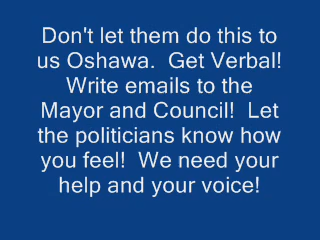 Don't let them do this to
us Oshawa.  Get Verbal!
Write emails to the
Mayor and Council!  Let
the politicians know how
you feel!  We need your
help and your voice!